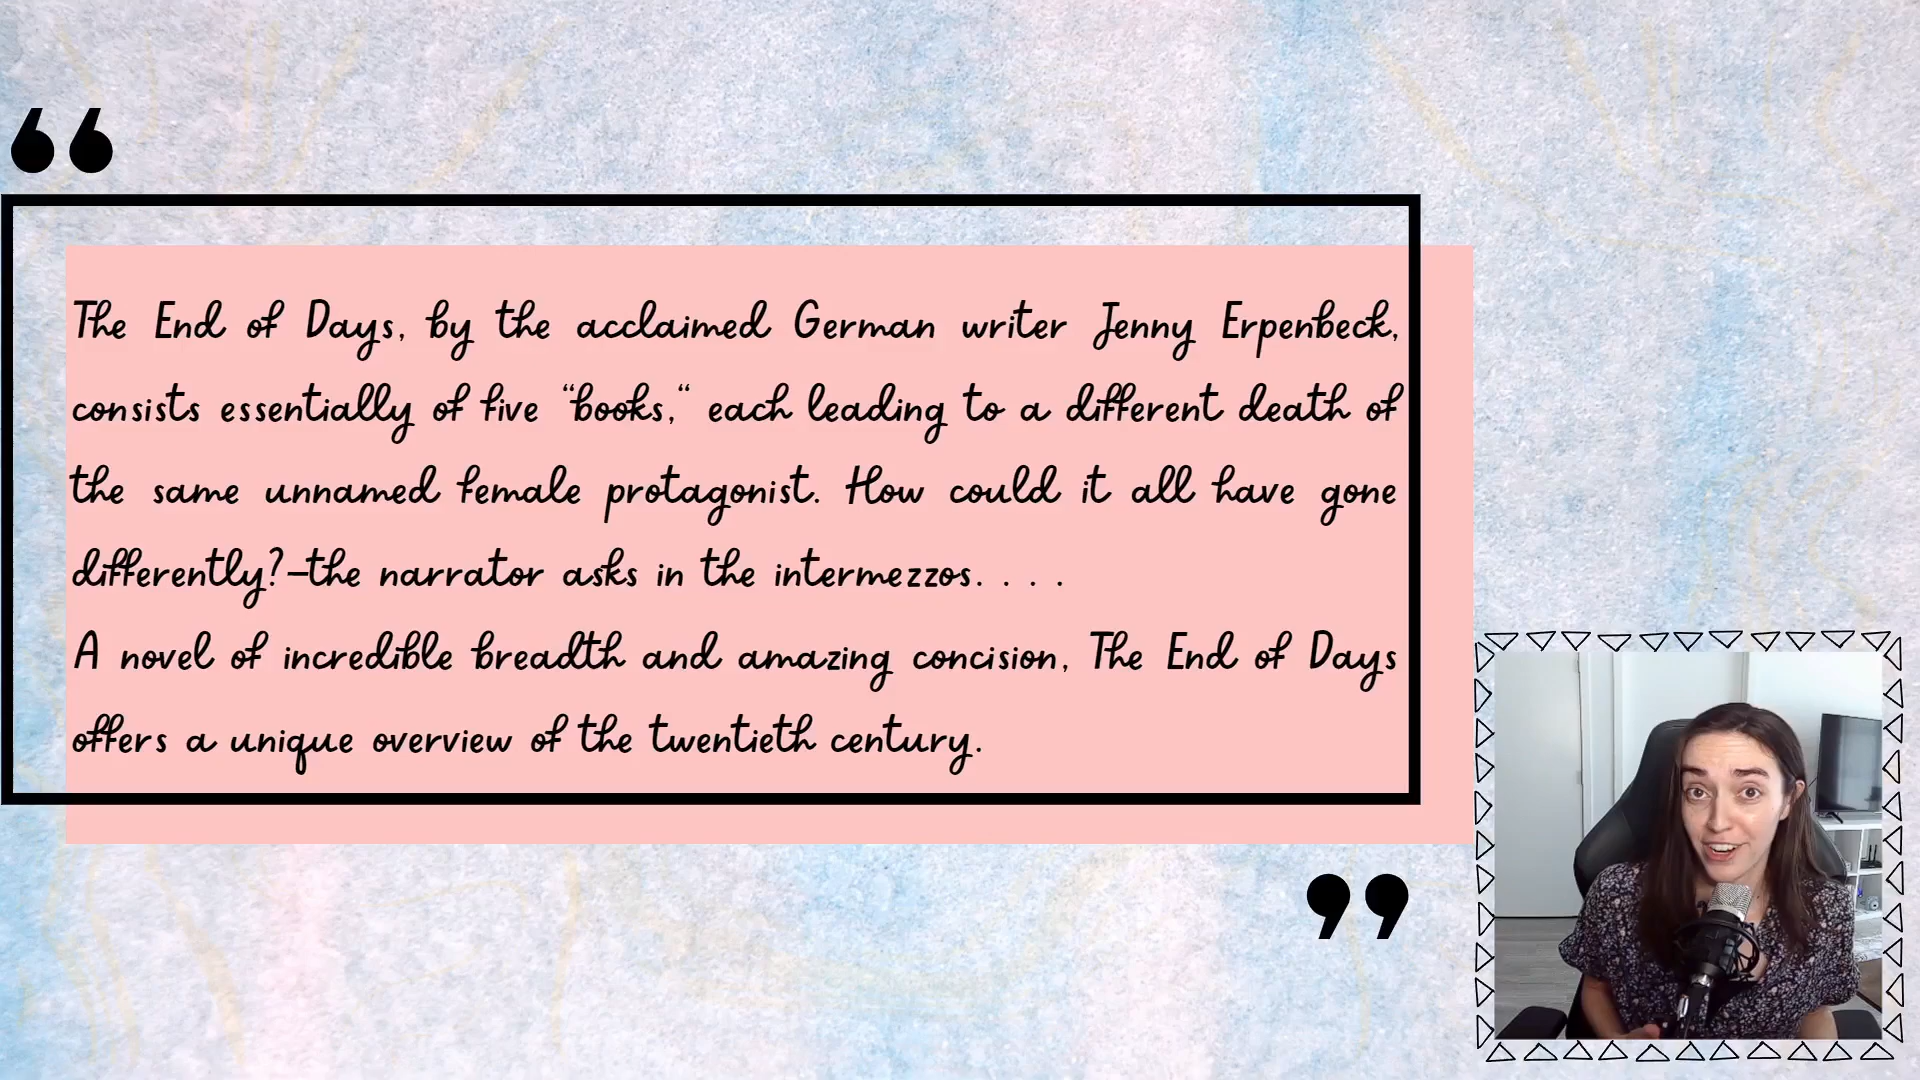 “
The End of Days, by the acclaimed German writer Jenny Erpenbeck,
consists essentially of five “books,“ each leading to a different death of
the same unnamed female protagonist. How could it all have gone
differently?—the narrator asks in the intermezzos. . . .
A novel of incredible breadth and amazing concision, The End of Days
offers a unique overview of the twentieth century.
”